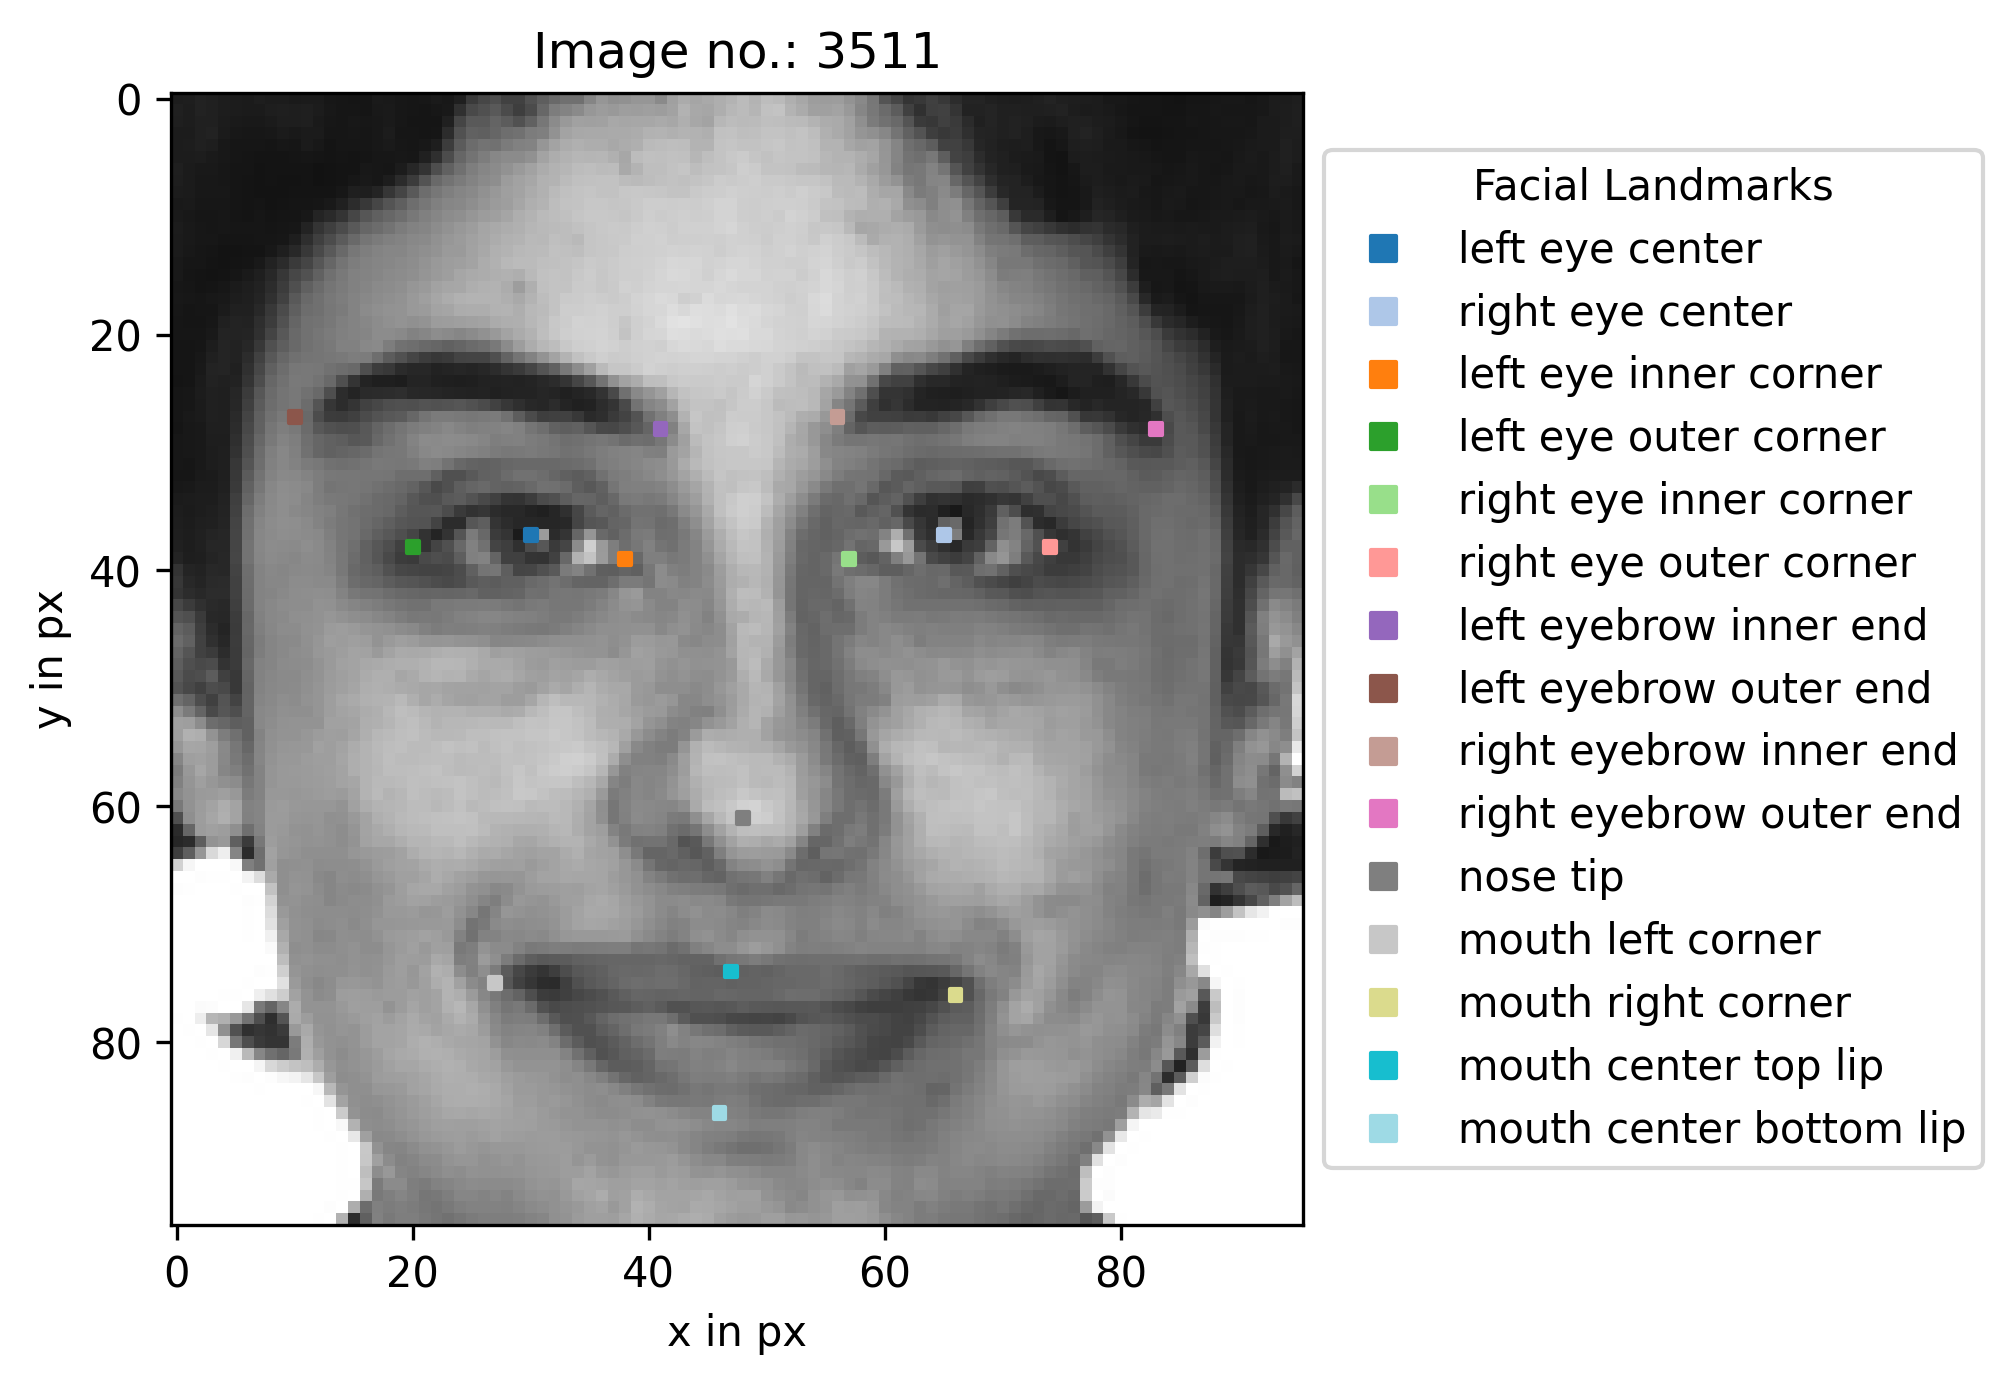 Image no.: 3511
0
20
40
60
80
y in px
0 20 40 60 80
x in px
Facial Landmarks
left eye center
right eye center
left eye inner corner
left eye outer corner
right eye inner corner
right eye outer corner
left eyebrow inner end
left eyebrow outer end
right eyebrow inner end
right eyebrow outer end
nose tip
mouth left corner
mouth right corner
mouth center top lip
mouth center bottom lip